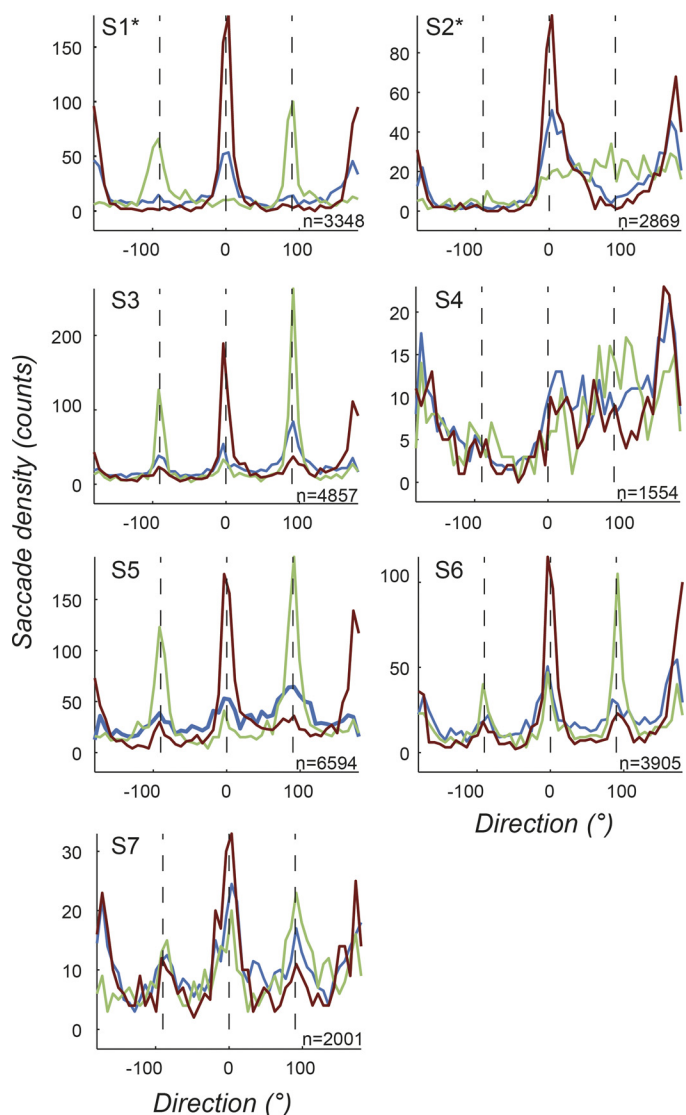 S1*
150
100
50
0
n=3348
-100 0 100
S2*
80
60
40
20
0
n=2869
-100 0 100
S3
200
100
0
n=4857
-100 0 100
S4
20
15
10
5
0
n=1554
-100 0 100
Saccade density (counts)
S5
150
100
50
0
n=6594
-100 0 100
S6
100
50
0
n=3905
-100 0 100
Direction (°)
S7
30
20
10
0
n=2001
-100 0 100
Direction (°)